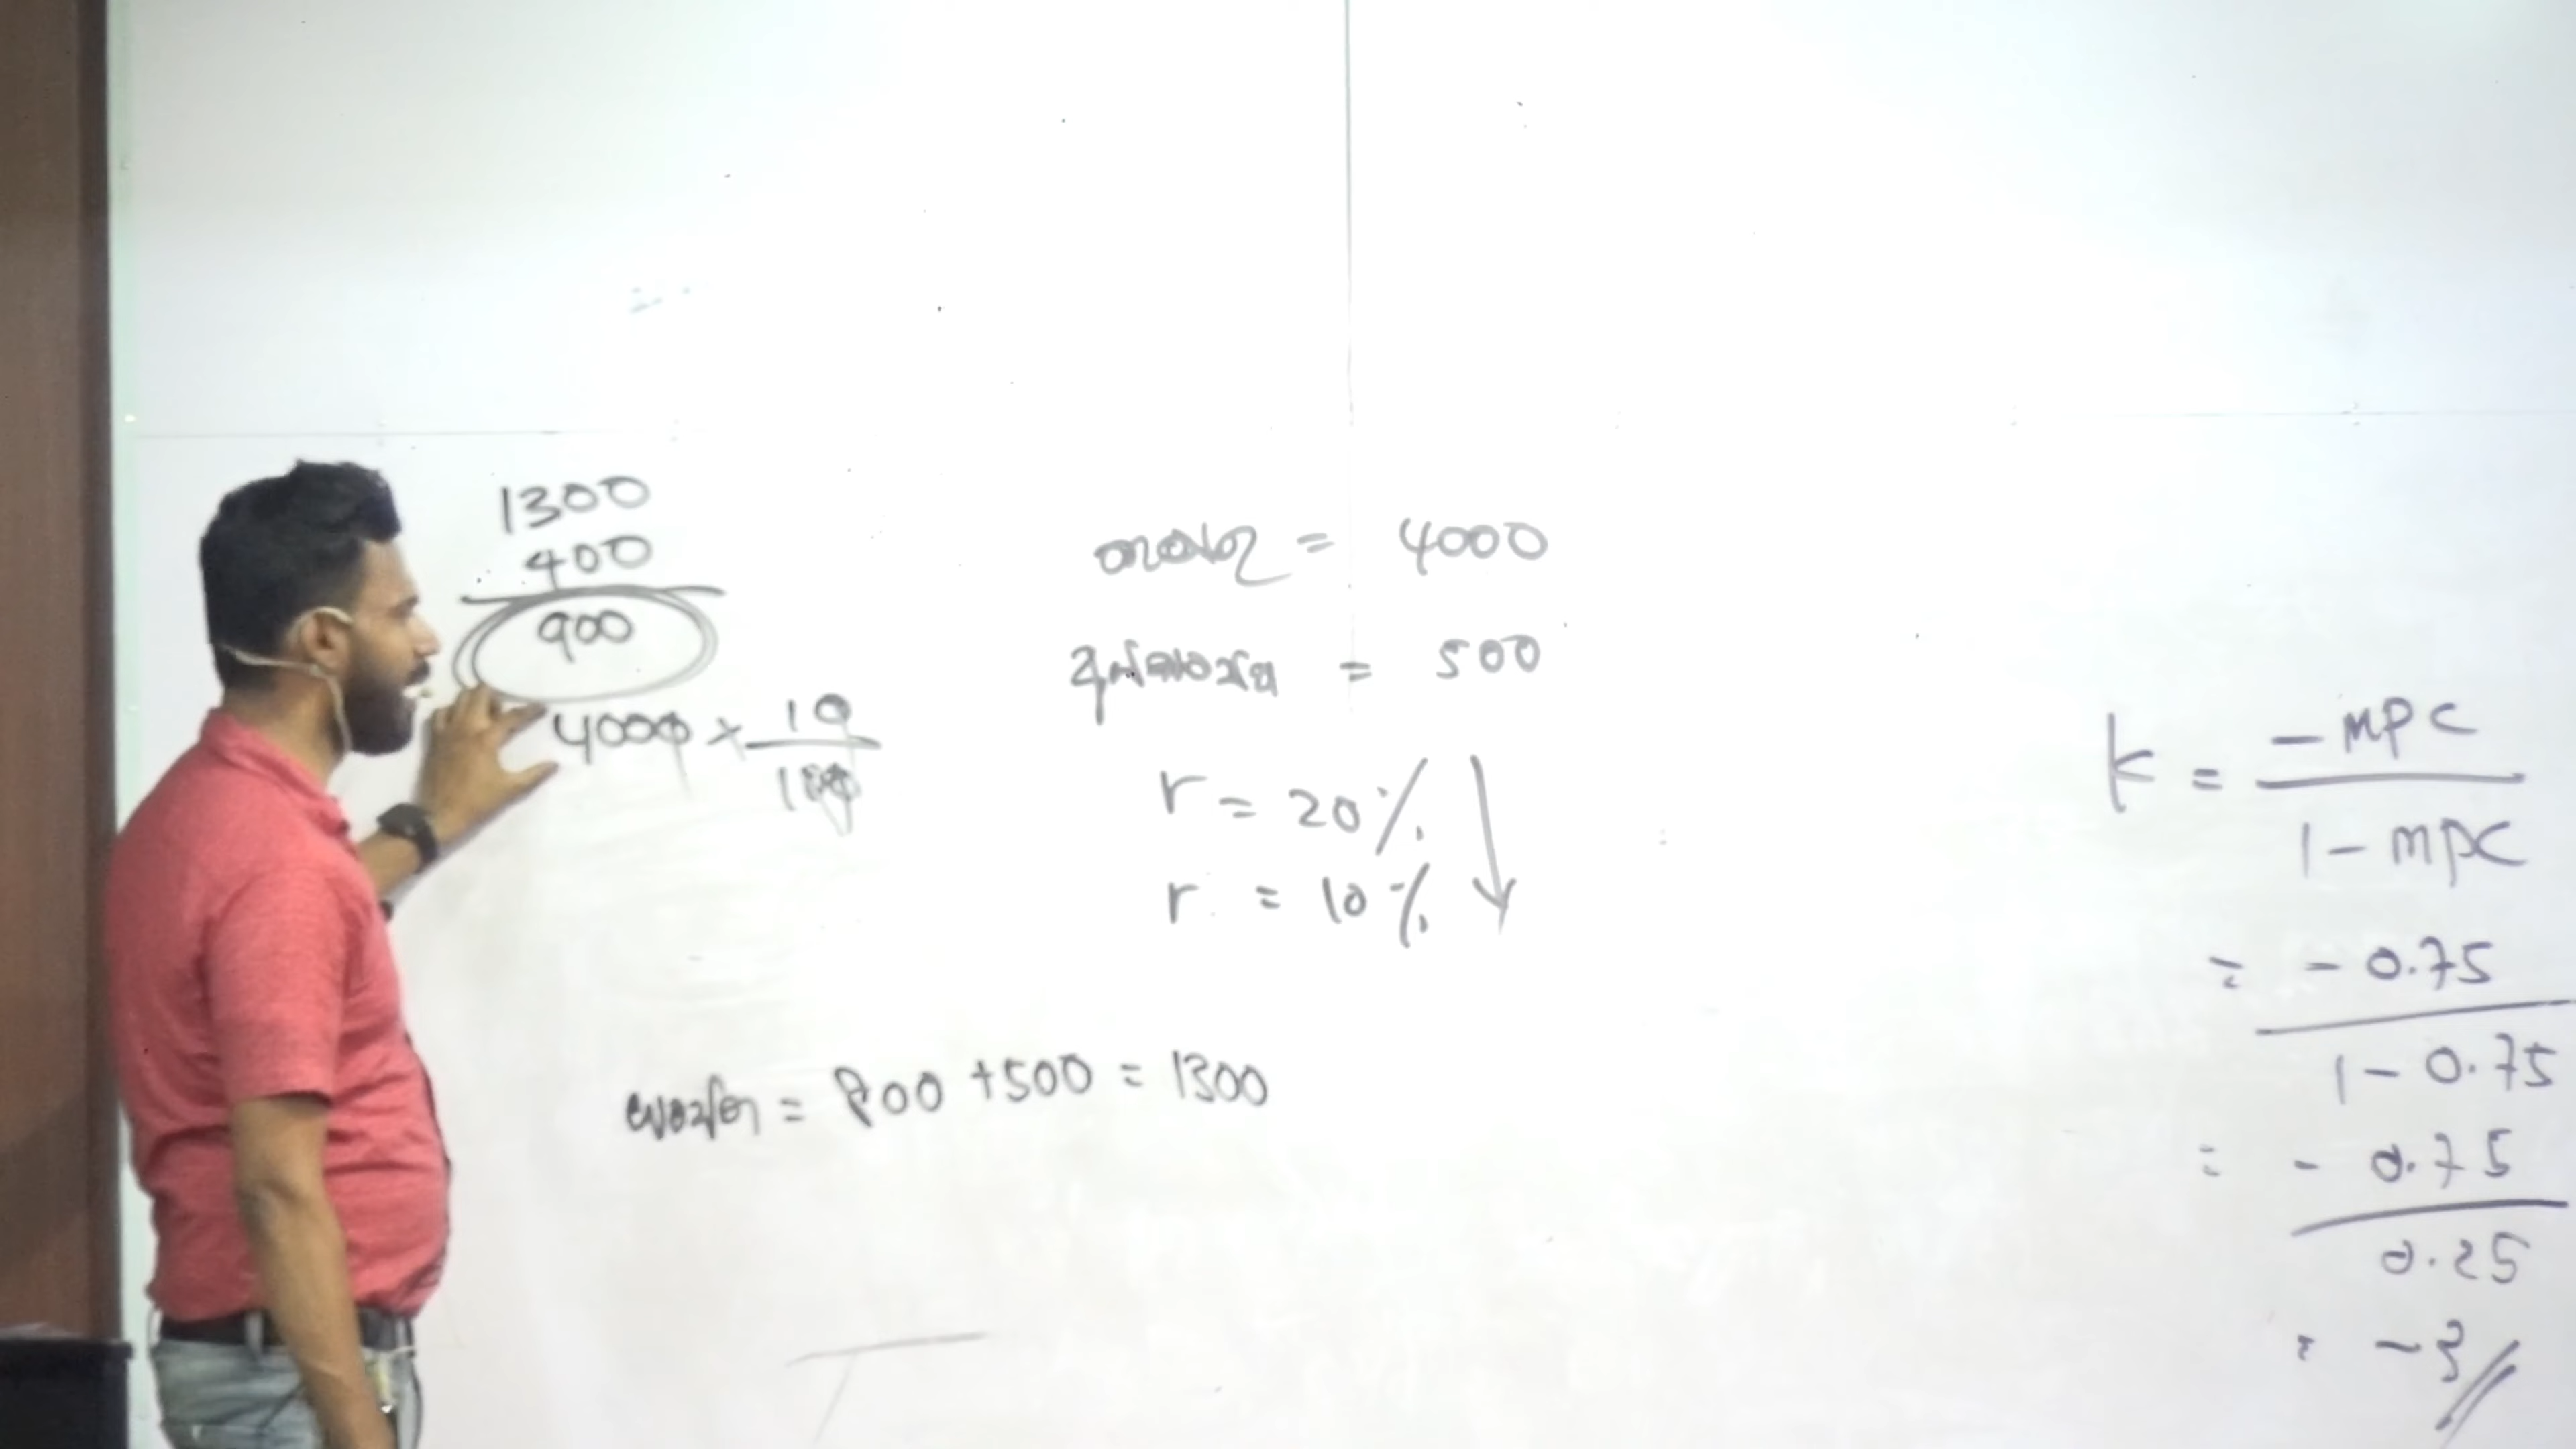 1300
400
900
4000 × 10/100
තැන්පතු = 4000
= 500
r = 20%
r = 10%
= 800 + 500 = 1300
k = -mpc / 1 - mpc
= - 0.75 / 1 - 0.75
= - 0.75 / 0.25
= -3